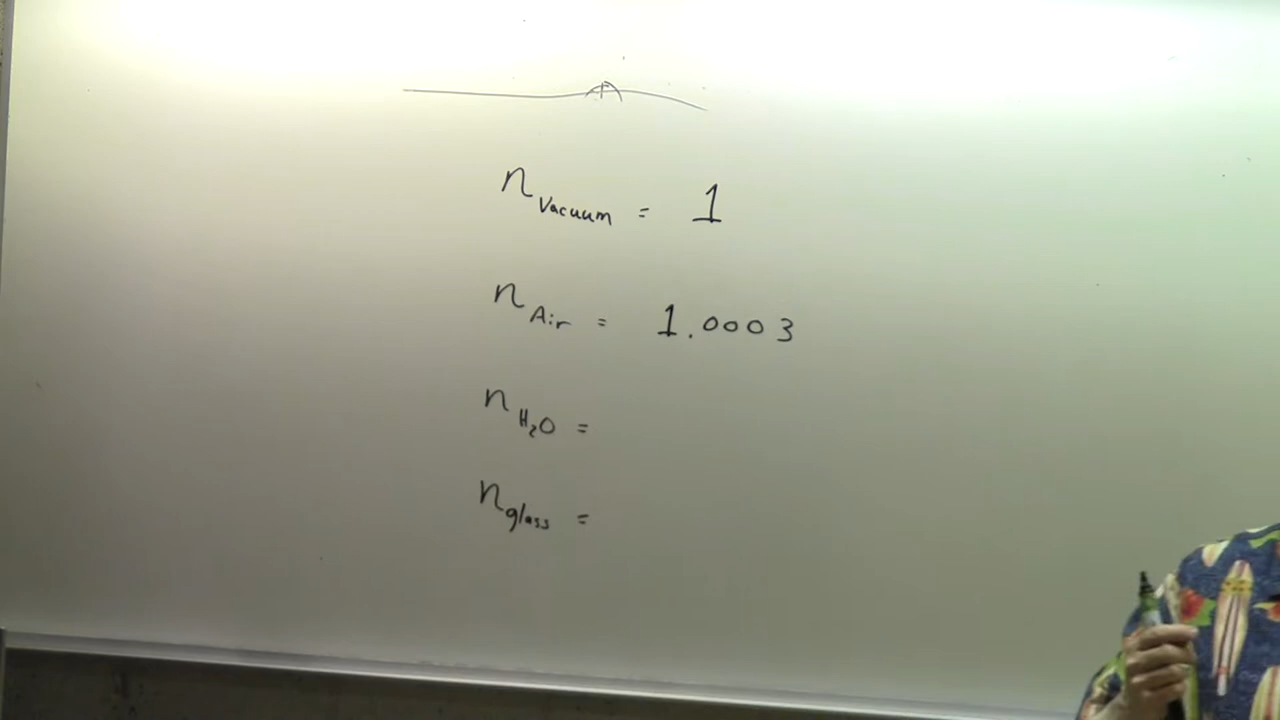 n Vacuum = 1
n Air = 1.0003
n H₂O =
n glass =